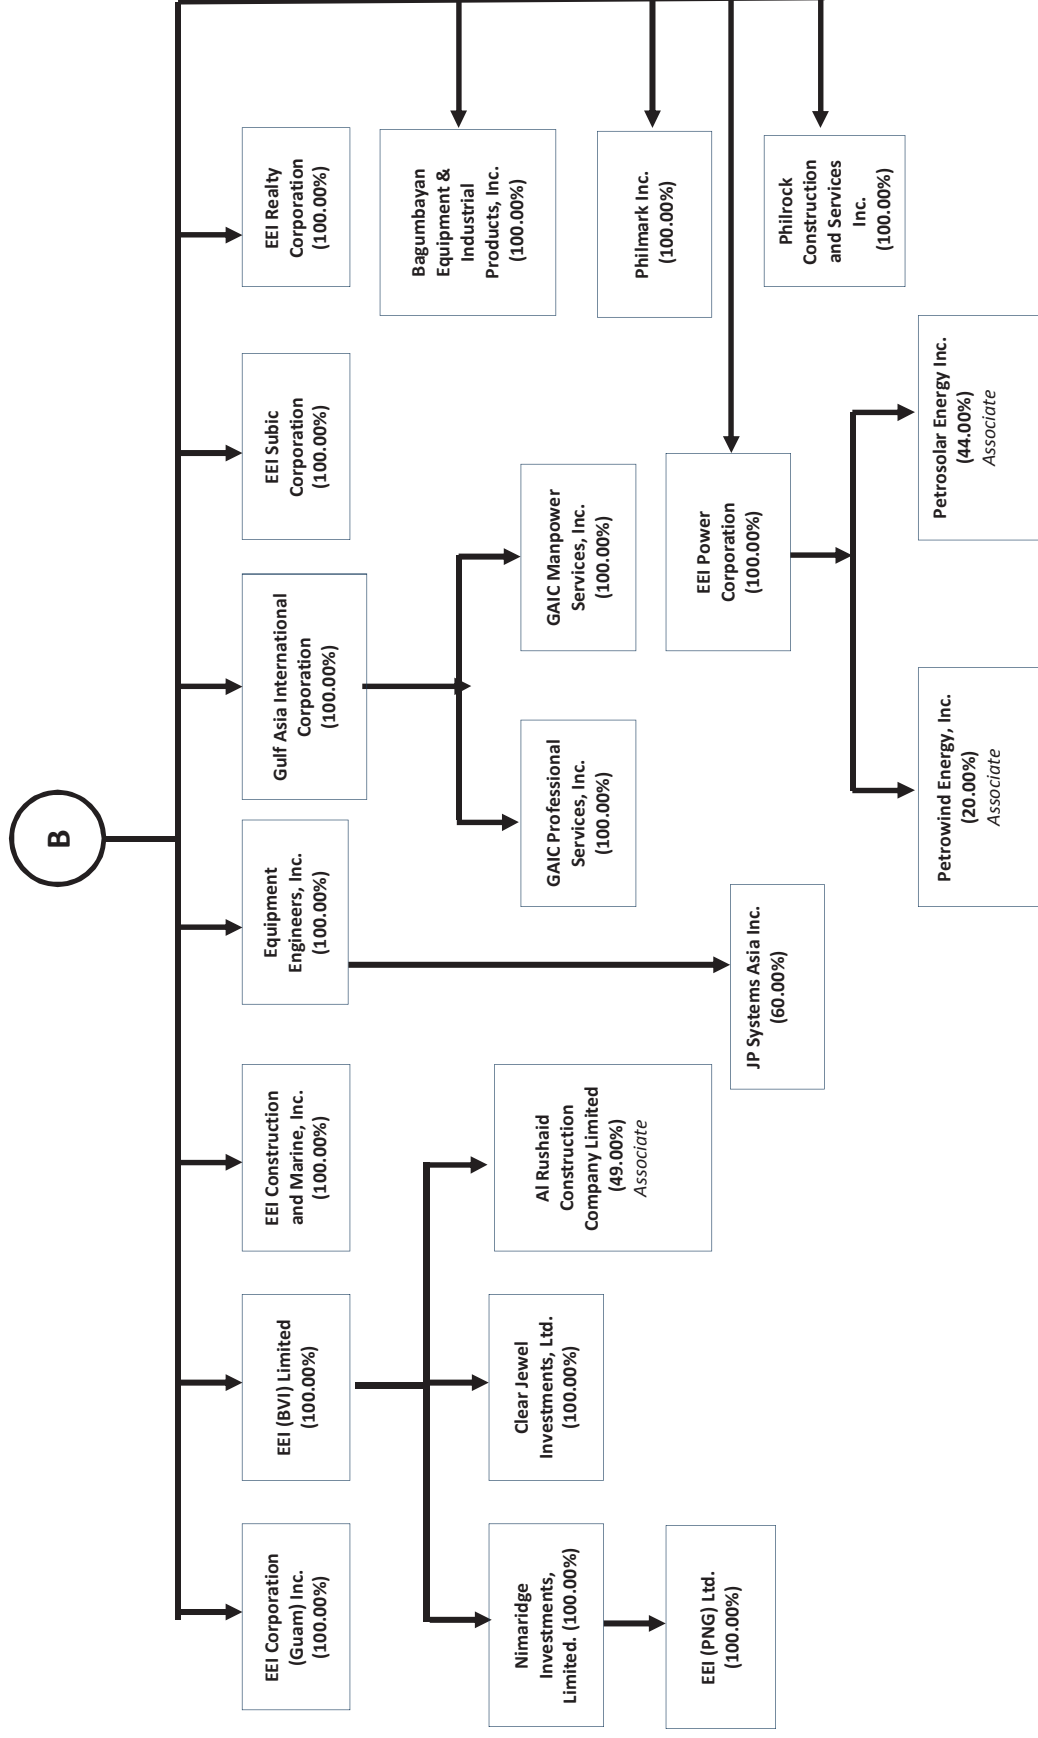 B
EEI Corporation
(Guam) Inc.
(100.00%)
EEI (BVI) Limited
(100.00%)
EEI Construction
and Marine, Inc.
(100.00%)
Equipment
Engineers, Inc.
(100.00%)
Gulf Asia International
Corporation
(100.00%)
EEI Subic
Corporation
(100.00%)
EEI Realty
Corporation
(100.00%)
Bagumbayan
Equipment &
Industrial
Products, Inc.
(100.00%)
Nimaridge
Investments,
Limited. (100.00%)
Clear Jewel
Investments, Ltd.
(100.00%)
Al Rushaid
Construction
Company Limited
(49.00%)
Associate
GAIC Professional
Services, Inc.
(100.00%)
GAIC Manpower
Services, Inc.
(100.00%)
Philmark Inc.
(100.00%)
EEI (PNG) Ltd.
(100.00%)
JP Systems Asia Inc.
(60.00%)
EEI Power
Corporation
(100.00%)
Philrock
Construction
and Services
Inc.
(100.00%)
Petrowind Energy, Inc.
(20.00%)
Associate
Petrosolar Energy Inc.
(44.00%)
Associate